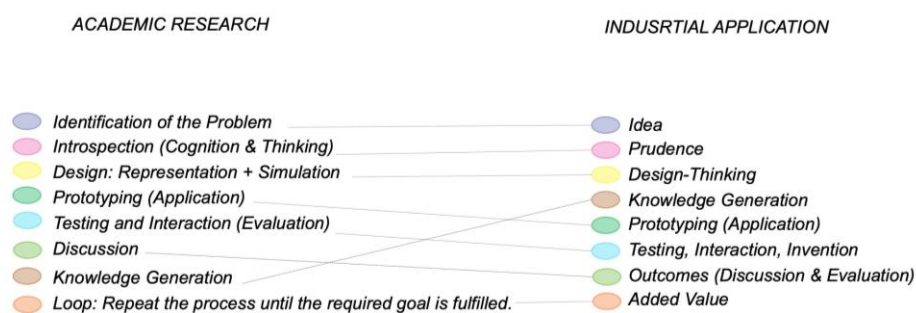 ACADEMIC RESEARCH
INDUSRTIAL APPLICATION
Identification of the Problem
Introspection (Cognition & Thinking)
Design: Representation + Simulation
Prototyping (Application)
Testing and Interaction (Evaluation)
Discussion
Knowledge Generation
Loop: Repeat the process until the required goal is fulfilled.
Idea
Prudence
Design-Thinking
Knowledge Generation
Prototyping (Application)
Testing, Interaction, Invention
Outcomes (Discussion & Evaluation)
Added Value